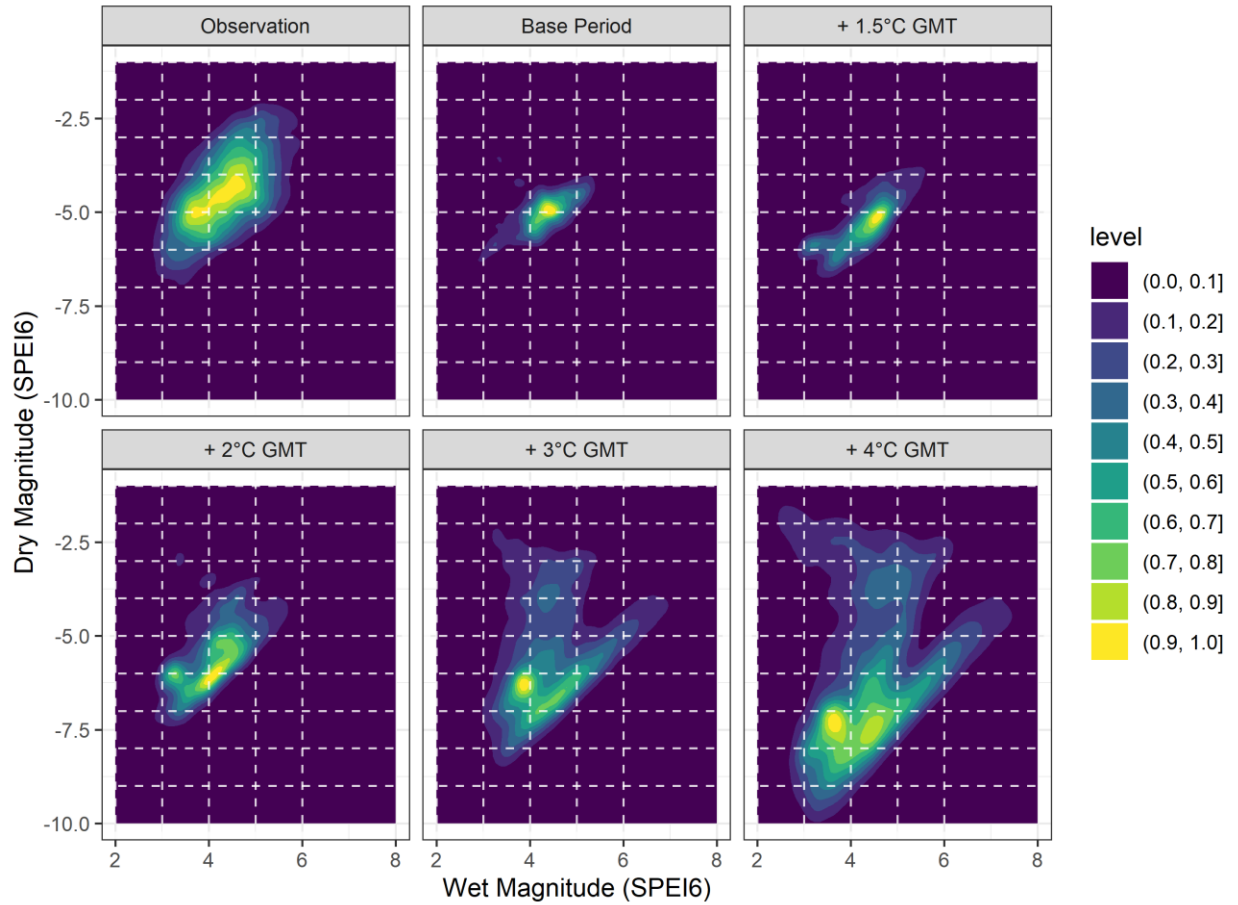 Observation
Base Period
+ 1.5°C GMT
-2.5
-5.0
-7.5
-10.0
+ 2°C GMT
+ 3°C GMT
+ 4°C GMT
-2.5
-5.0
-7.5
-10.0
2 4 6 8
2 4 6 8
2 4 6 8
Dry Magnitude (SPEI6)
Wet Magnitude (SPEI6)
level
(0.0, 0.1]
(0.1, 0.2]
(0.2, 0.3]
(0.3, 0.4]
(0.4, 0.5]
(0.5, 0.6]
(0.6, 0.7]
(0.7, 0.8]
(0.8, 0.9]
(0.9, 1.0]